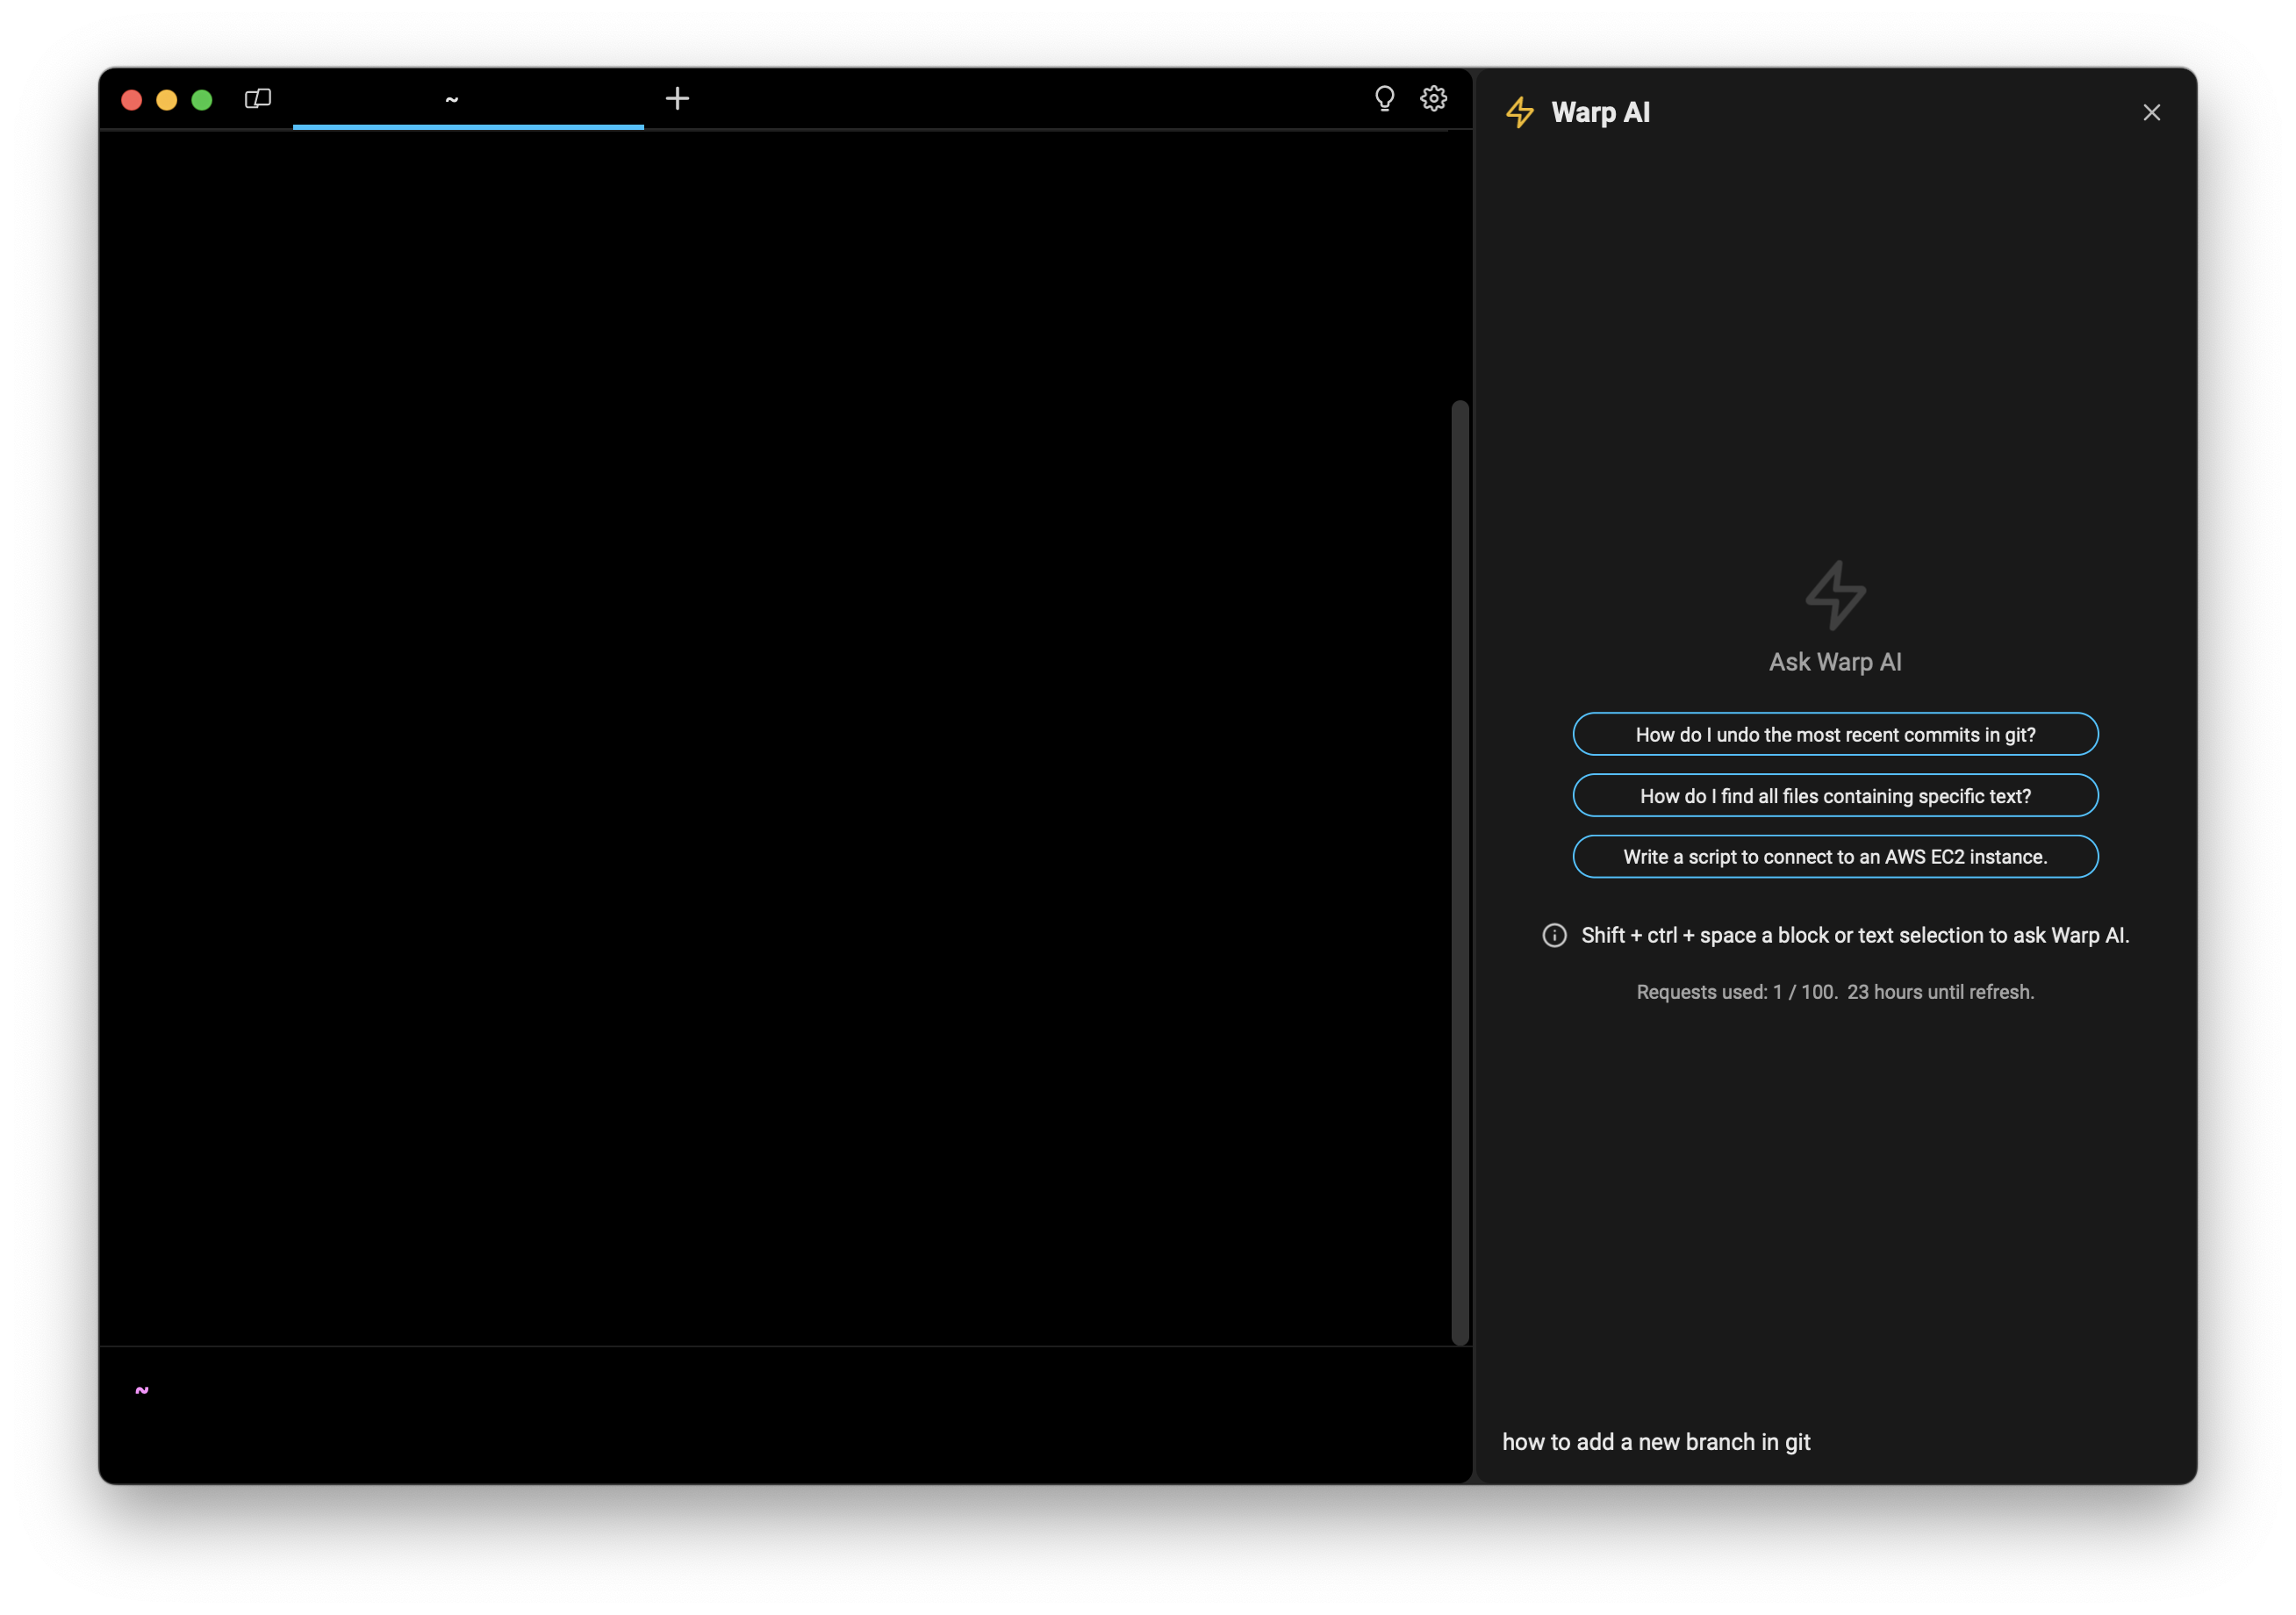 ~
Warp AI
Ask Warp AI
How do I undo the most recent commits in git?
How do I find all files containing specific text?
Write a script to connect to an AWS EC2 instance.
Shift + ctrl + space a block or text selection to ask Warp AI.
Requests used: 1 / 100. 23 hours until refresh.
~
how to add a new branch in git